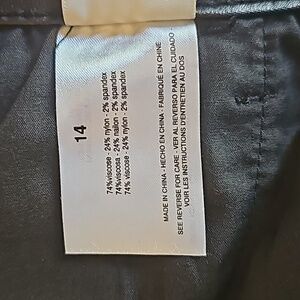 14
74%viscose - 24% nylon - 2% spandex
74%viscosa - 24% nailon - 2% spandex
74% viscose - 24% nylon - 2% spandex
MADE IN CHINA - HECHO EN CHINA - FABRIQUÉ EN CHINE
SEE REVERSE FOR CARE - VER AL REVERSO PARA EL CUIDADO -
VOIR LES INSTRUCTIONS D'ENTRETIEN AU DOS